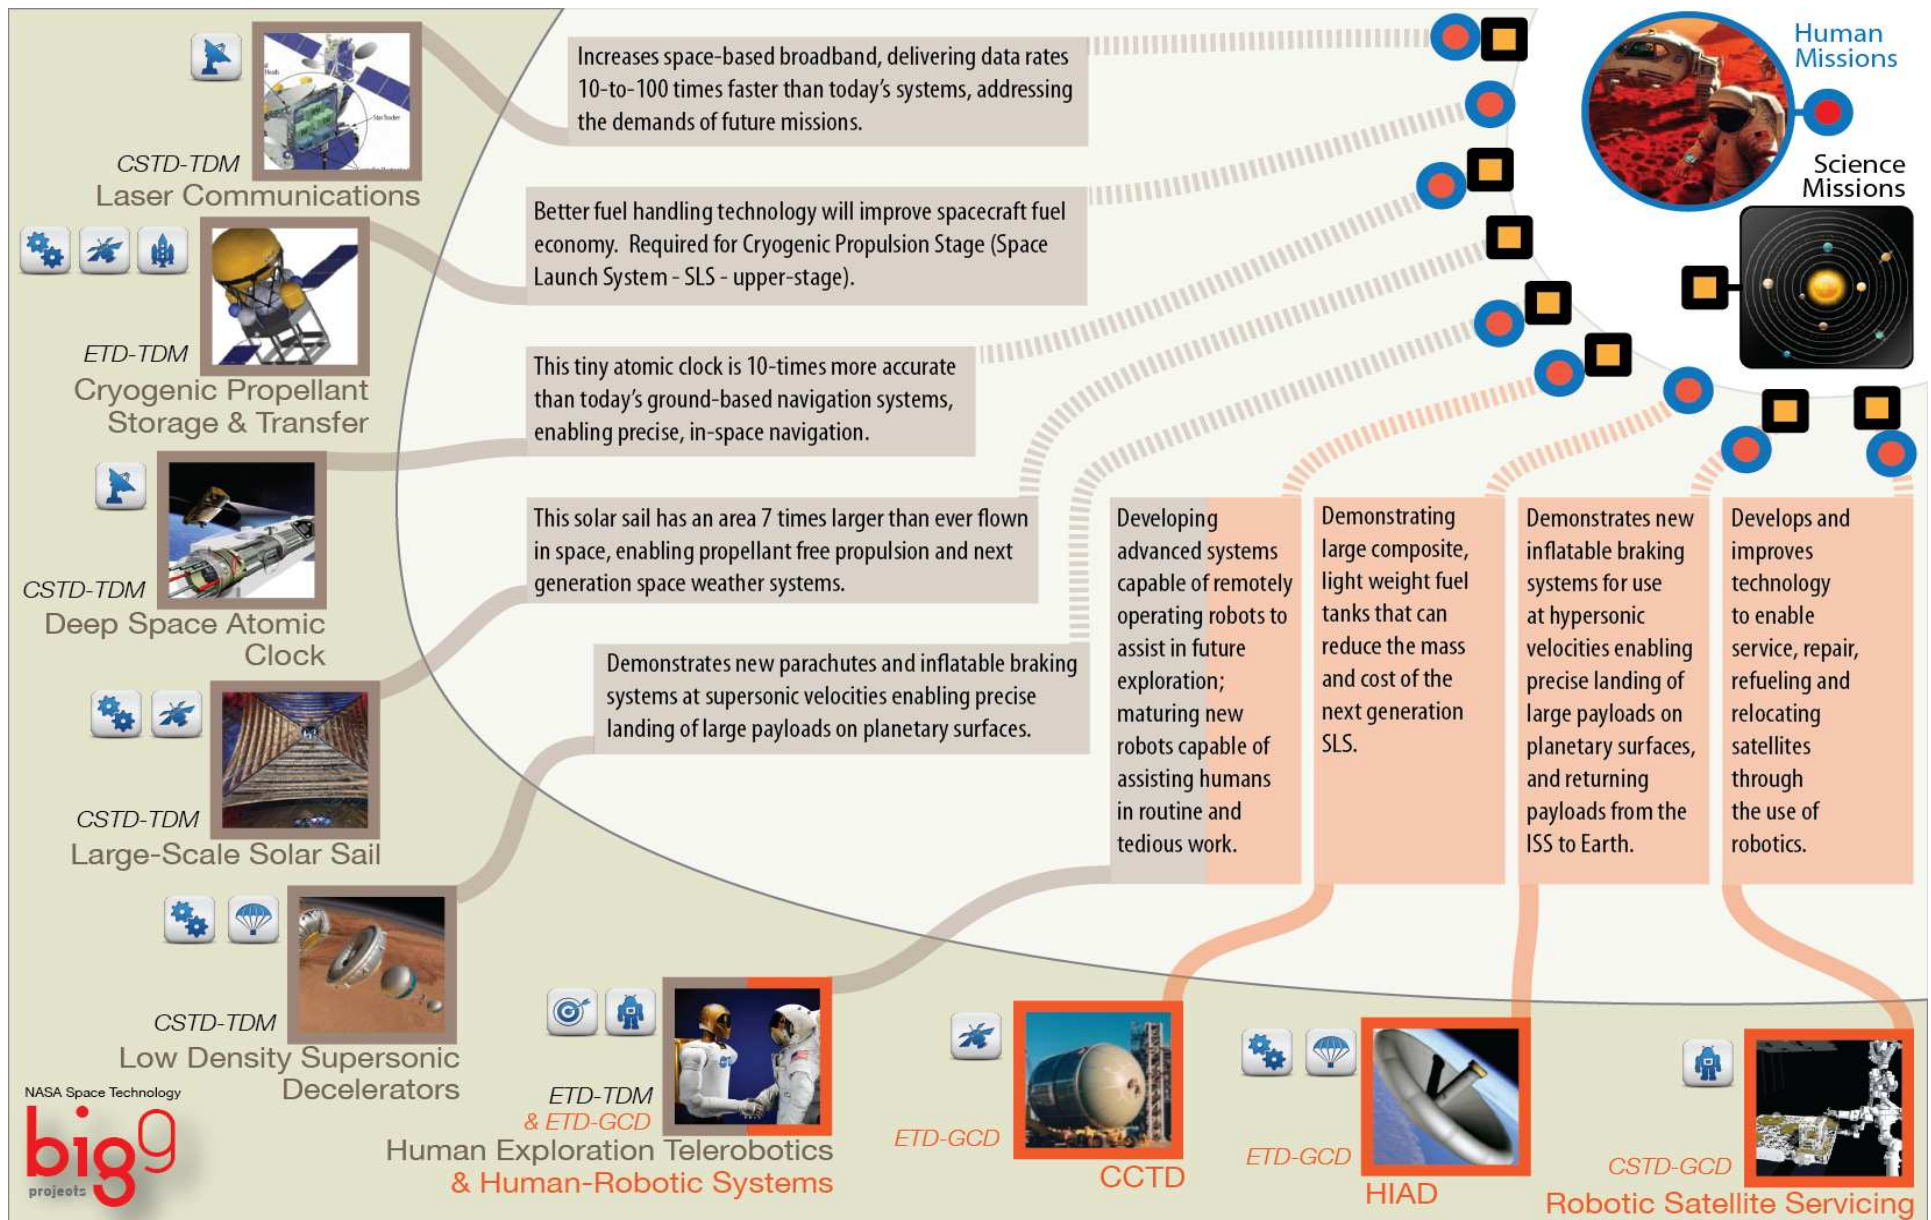 CSTD-TDM
Laser Communications
Increases space-based broadband, delivering data rates
10-to-100 times faster than today's systems, addressing
the demands of future missions.
Human
Missions
Science
Missions
ETD-TDM
Cryogenic Propellant
Storage & Transfer
Better fuel handling technology will improve spacecraft fuel
economy. Required for Cryogenic Propulsion Stage (Space
Launch System - SLS - upper-stage).
CSTD-TDM
Deep Space Atomic
Clock
This tiny atomic clock is 10-times more accurate
than today's ground-based navigation systems,
enabling precise, in-space navigation.
CSTD-TDM
Large-Scale Solar Sail
This solar sail has an area 7 times larger than ever flown
in space, enabling propellant free propulsion and next
generation space weather systems.
CSTD-TDM
Low Density Supersonic
Decelerators
Demonstrates new parachutes and inflatable braking
systems at supersonic velocities enabling precise
landing of large payloads on planetary surfaces.
Developing
advanced systems
capable of remotely
operating robots to
assist in future
exploration;
maturing new
robots capable of
assisting humans
in routine and
tedious work.
Demonstrating
large composite,
light weight fuel
tanks that can
reduce the mass
and cost of the
next generation
SLS.
Demonstrates new
inflatable braking
systems for use
at hypersonic
velocities enabling
precise landing of
large payloads on
planetary surfaces,
and returning
payloads from the
ISS to Earth.
Develops and
improves
technology
to enable
service, repair,
refueling and
relocating
satellites
through
the use of
robotics.
NASA Space Technology
big9
projects
ETD-TDM
& ETD-GCD
Human Exploration Telerobotics
& Human-Robotic Systems
ETD-GCD
CCTD
ETD-GCD
HIAD
CSTD-GCD
Robotic Satellite Servicing